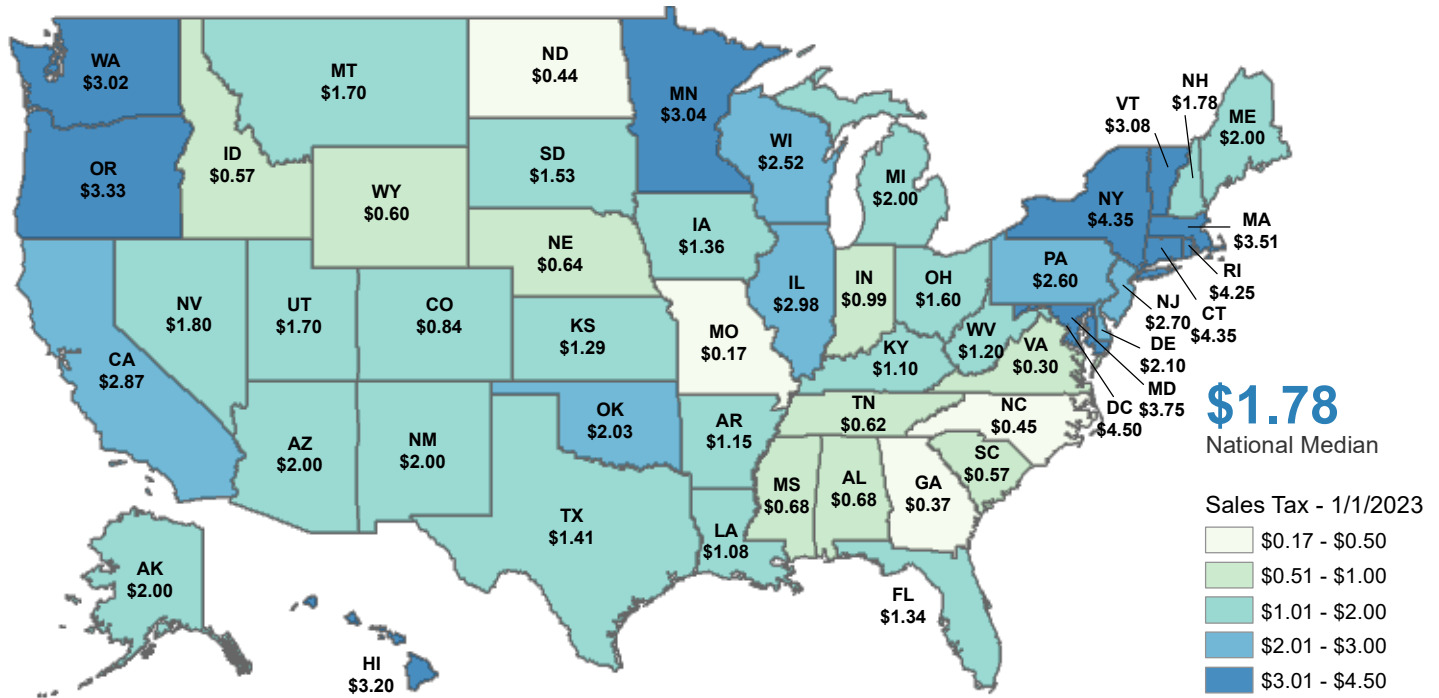 WA
$3.02
MT
$1.70
ND
$0.44
MN
$3.04
OR
$3.33
ID
$0.57
WY
$0.60
SD
$1.53
WI
$2.52
MI
$2.00
VT
$3.08
NH
$1.78
ME
$2.00
NY
$4.35
MA
$3.51
RI
$4.25
CT
$4.35
NE
$0.64
IA
$1.36
IL
$2.98
IN
$0.99
OH
$1.60
PA
$2.60
NJ
$2.70
DE
$2.10
MD
$3.75
DC
$4.50
NV
$1.80
UT
$1.70
CO
$0.84
KS
$1.29
MO
$0.17
KY
$1.10
WV
$1.20
VA
$0.30
CA
$2.87
AZ
$2.00
NM
$2.00
OK
$2.03
AR
$1.15
TN
$0.62
NC
$0.45
SC
$0.57
MS
$0.68
AL
$0.68
GA
$0.37
TX
$1.41
LA
$1.08
FL
$1.34
AK
$2.00
HI
$3.20
$1.78
National Median
Sales Tax - 1/1/2023
$0.17 - $0.50
$0.51 - $1.00
$1.01 - $2.00
$2.01 - $3.00
$3.01 - $4.50